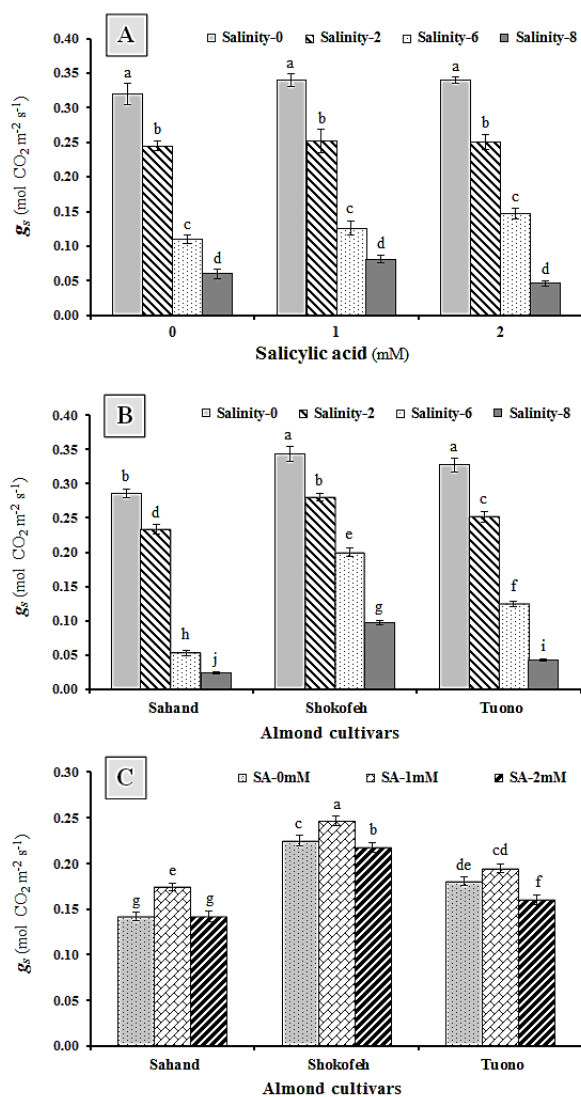 A
Salinity-0 Salinity-2 Salinity-6 Salinity-8
0.40
0.35
0.30
0.25
0.20
0.15
0.10
0.05
0.00
gs (mol CO2 m-2 s-1)
a b c d a b c d a b c d
0 1 2
Salicylic acid (mM)
B
Salinity-0 Salinity-2 Salinity-6 Salinity-8
0.40
0.35
0.30
0.25
0.20
0.15
0.10
0.05
0.00
gs (mol CO2 m-2 s-1)
b d h j a b e g a c f i
Sahand Shokofeh Tuono
Almond cultivars
C
SA-0mM SA-1mM SA-2mM
0.30
0.25
0.20
0.15
0.10
0.05
0.00
gs (mol CO2 m-2 s-1)
g e g c a b de cd f
Sahand Shokofeh Tuono
Almond cultivars